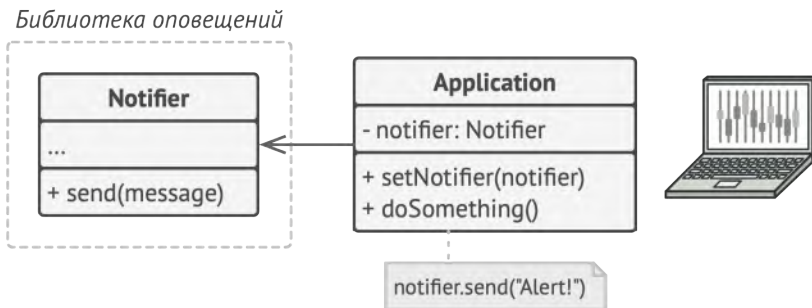 Библиотека оповещений
Notifier
...
+ send(message)
Application
- notifier: Notifier
+ setNotifier(notifier)
+ doSomething()
notifier.send("Alert!")